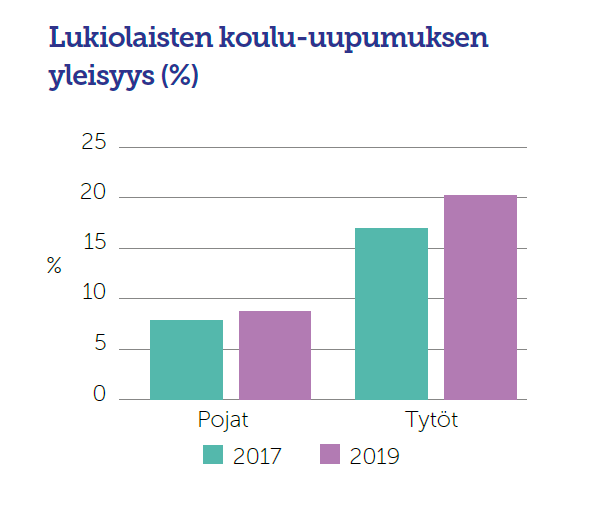 Lukiolaisten koulu-uupumuksen
yleisyys (%)
25
20
15
%
10
5
0
Pojat Tytöt
2017 2019